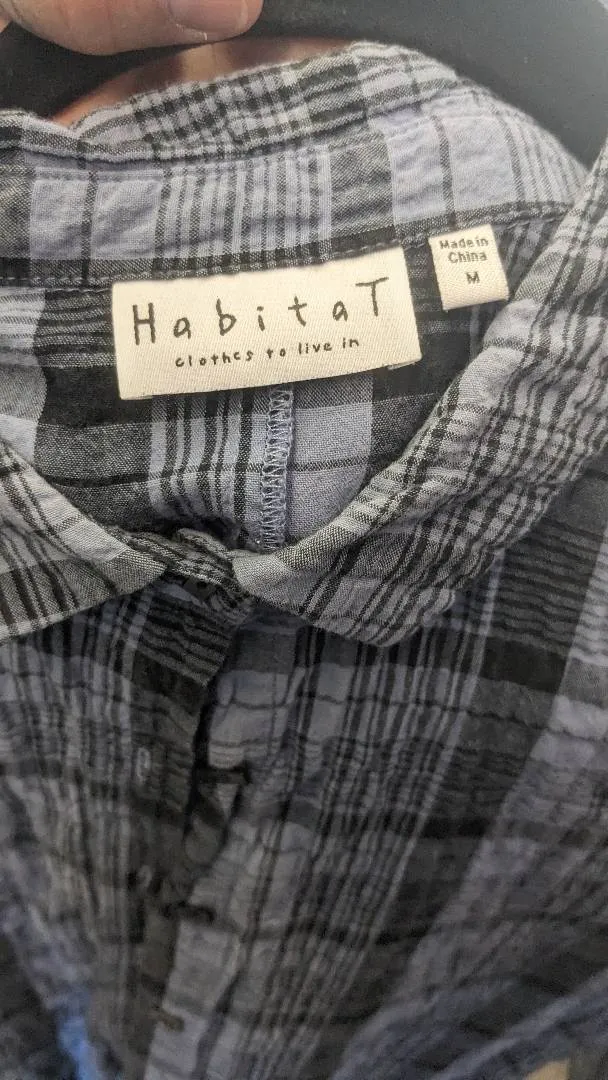 HabitaT
clothes to live in
Made in
China
M